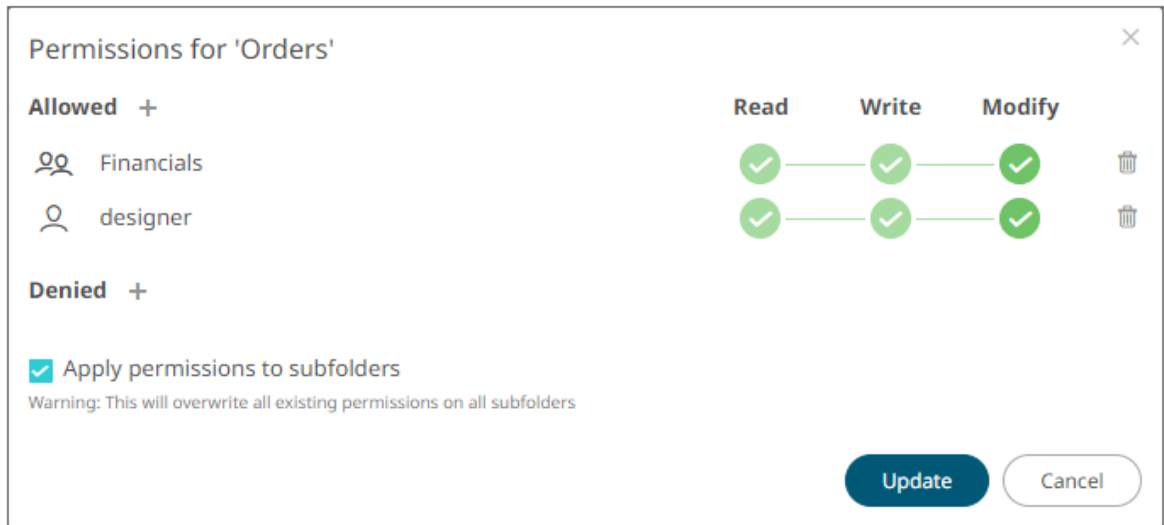 Permissions for 'Orders'
Allowed + Read Write Modify
Financials
designer
Denied +
Apply permissions to subfolders
Warning: This will overwrite all existing permissions on all subfolders
Update Cancel